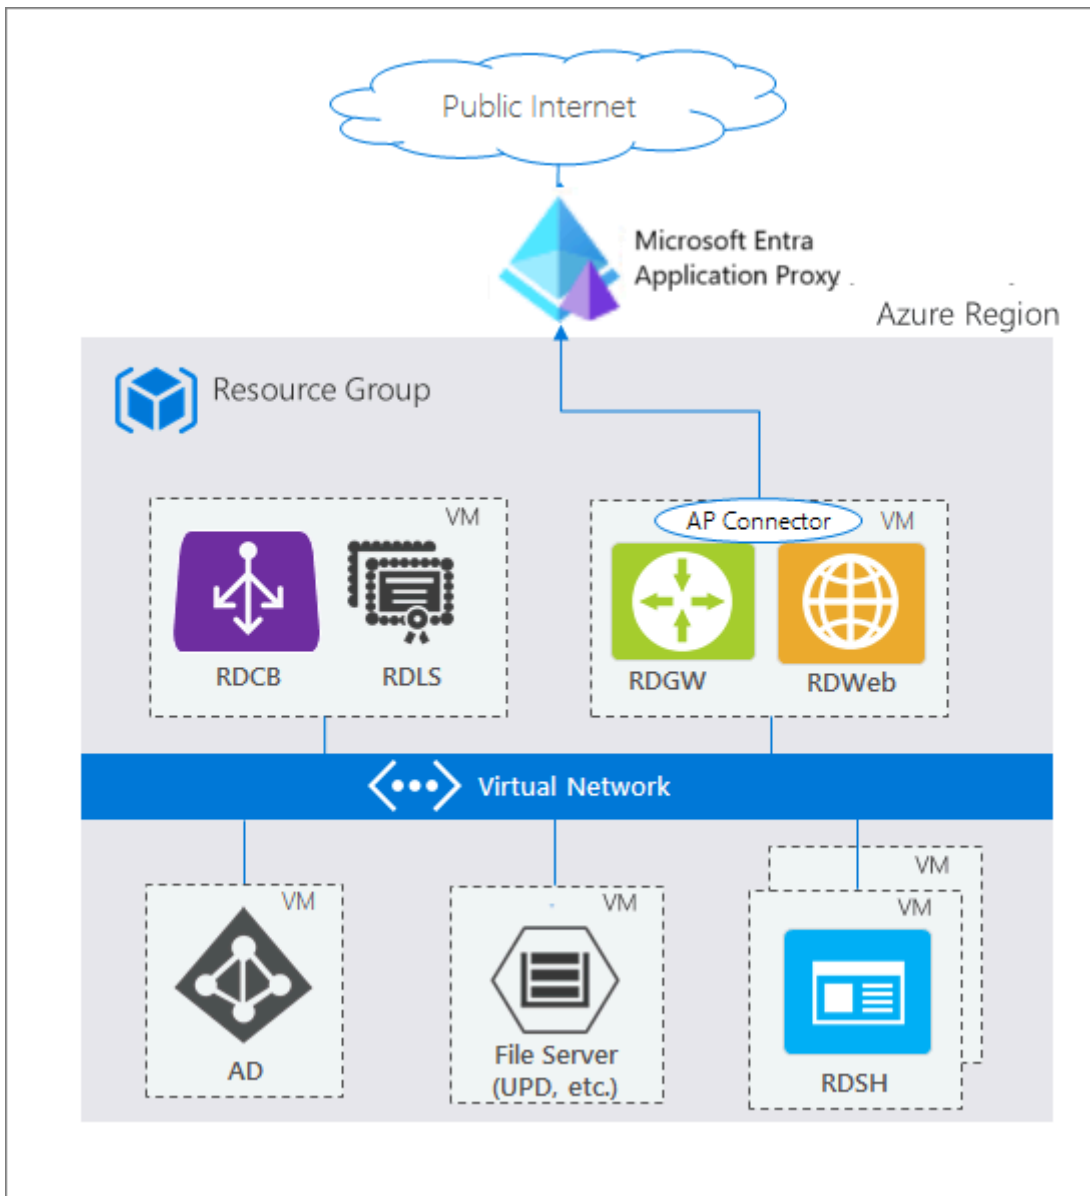 Public Internet
Microsoft Entra
Application Proxy
Azure Region
Resource Group
VM
RDCB
RDLS
AP Connector
VM
RDGW
RDWeb
Virtual Network
VM
AD
VM
File Server
(UPD, etc.)
VM
VM
RDSH